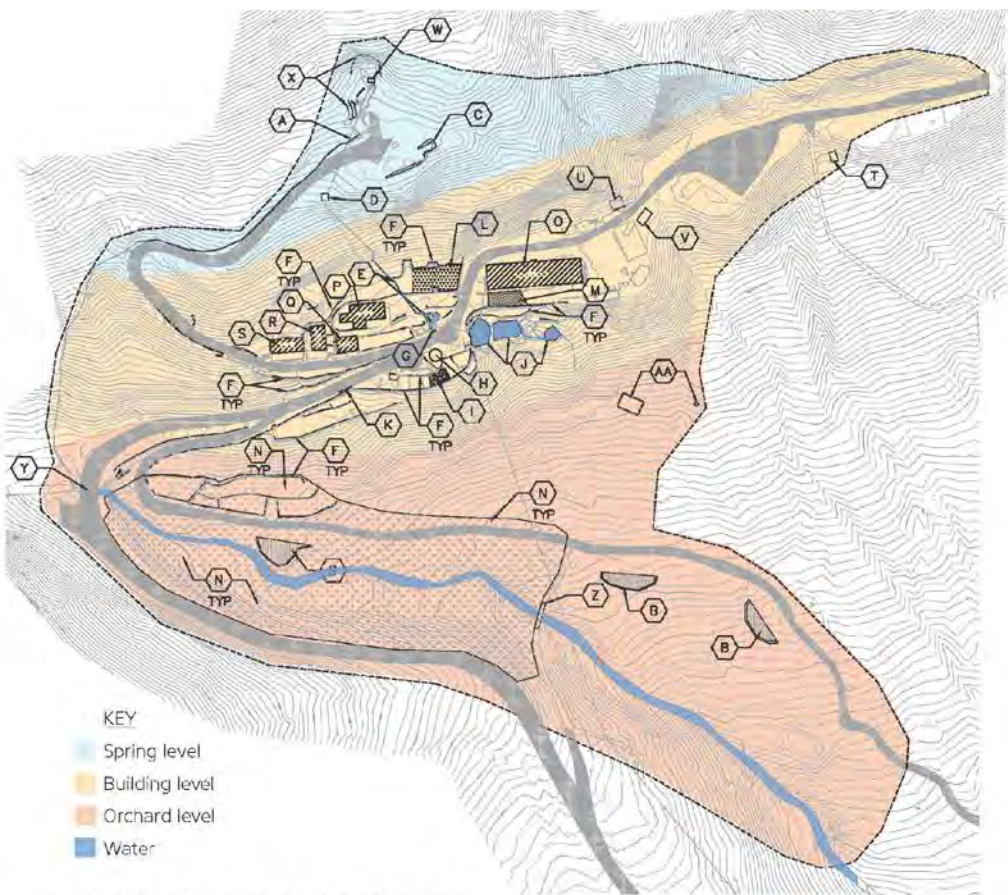 W
X
A
C
D
U
T
F
TYP
L
O
V
F
TYP
P
E
Q
M
R
S
F
TYP
G
J
H
F
TYP
I
AA
K
F
TYP
N
TYP
F
TYP
Y
N
TYP
B
N
TYP
Z
B
B
KEY
Spring level
Building level
Orchard level
Water